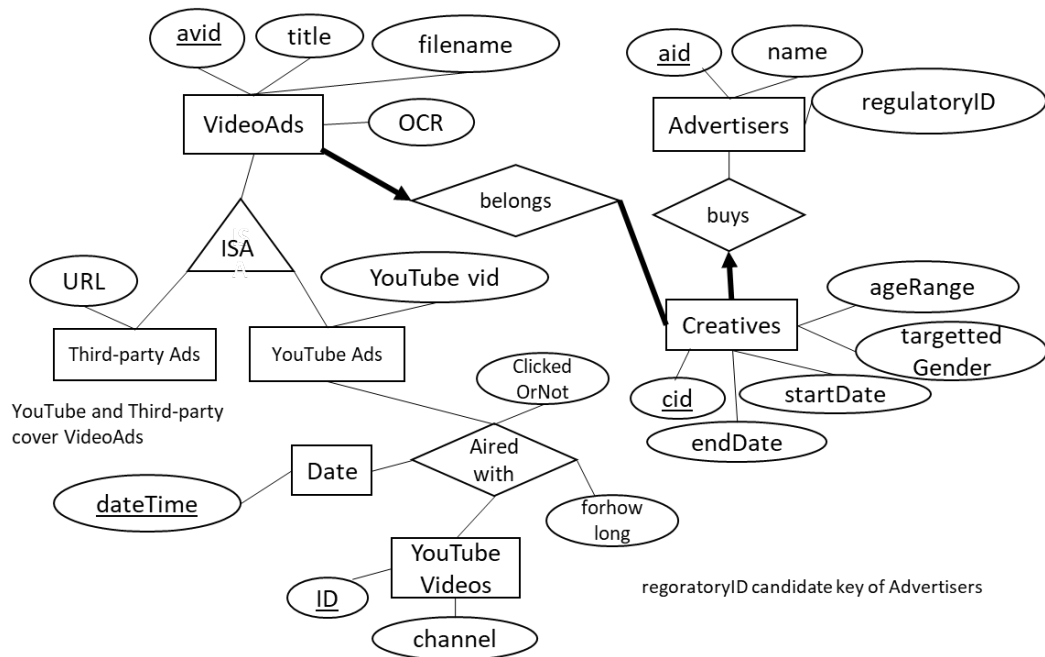 avid
title
filename
VideoAds
OCR
aid
name
regulatoryID
Advertisers
belongs
buys
ISA
URL
YouTube vid
Third-party Ads
YouTube Ads
YouTube and Third-party
cover VideoAds
Creatives
ageRange
targetted
Gender
startDate
cid
endDate
Clicked
OrNot
Aired
with
Date
dateTime
forhow
long
YouTube
Videos
ID
channel
regoratoryID candidate key of Advertisers